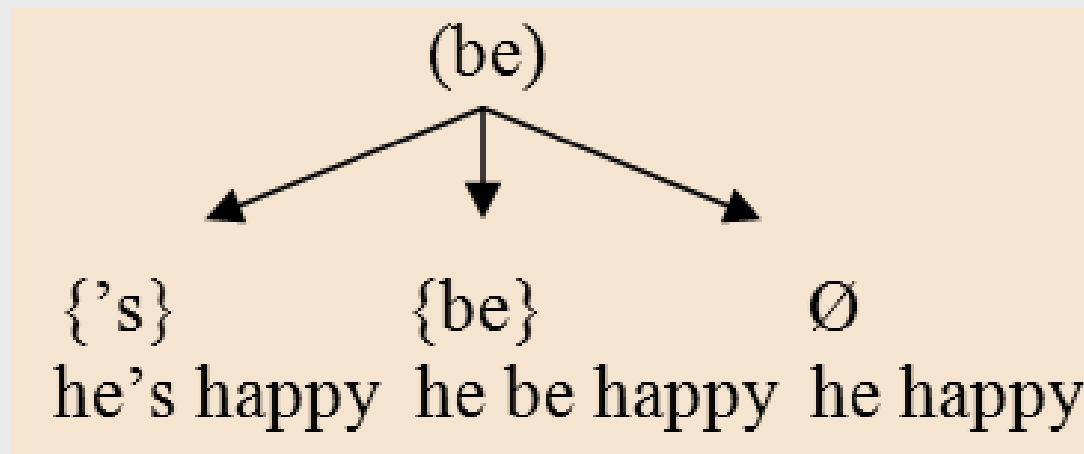 (be)
{’s} {be} Ø
he’s happy he be happy he happy